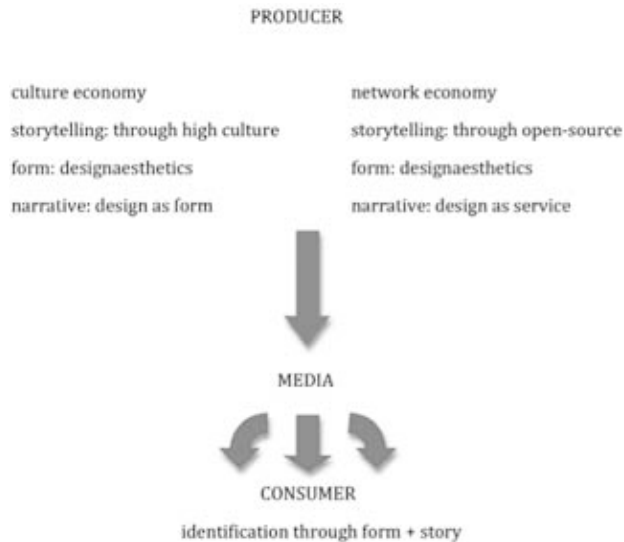 PRODUCER
culture economy
storytelling: through high culture
form: designaesthetics
narrative: design as form
network economy
storytelling: through open-source
form: designaesthetics
narrative: design as service
MEDIA
CONSUMER
identification through form + story